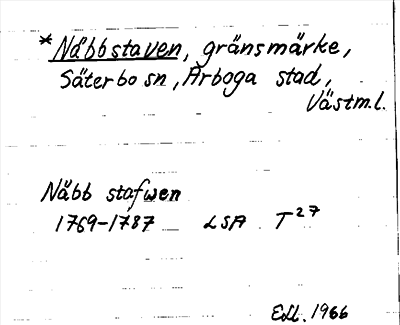 *Näbbstaven, gränsmärke,
Säterbo sn, Arboga stad,
Västm.l.
Näbb stafwen
1769-1787 LSA T27
Edl. 1966